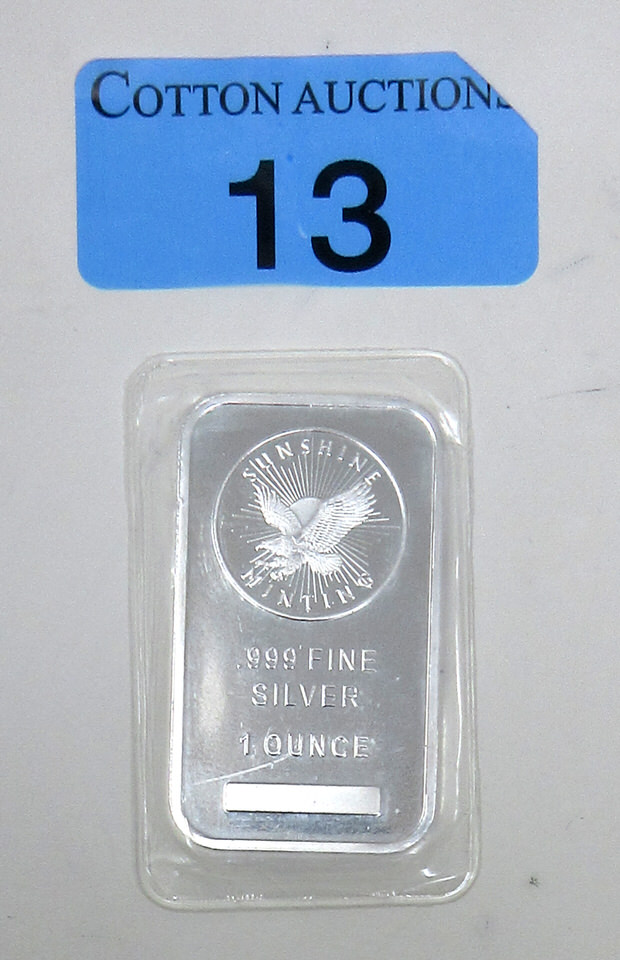 COTTON AUCTIONS
13
SUNSHINE
MINTING
.999 FINE
SILVER
1 OUNCE